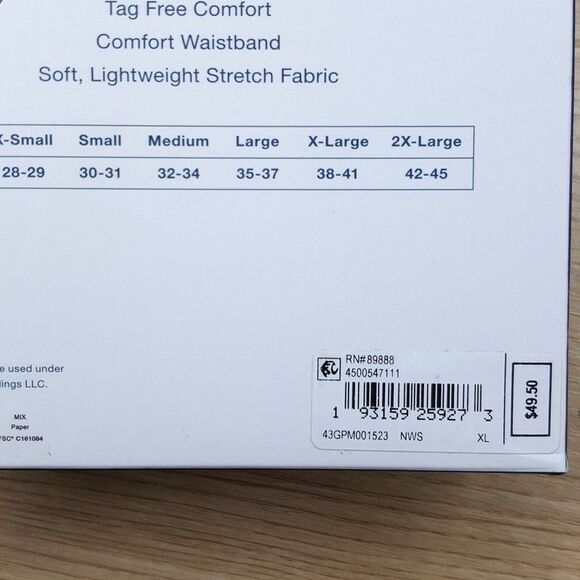 Tag Free Comfort
Comfort Waistband
Soft, Lightweight Stretch Fabric
X-Small Small Medium Large X-Large 2X-Large
28-29 30-31 32-34 35-37 38-41 42-45
e used under
lings LLC.
MIX
Paper
FSC® C161084
RN#89888
4500547111
1 93159 25927 3
43GPM001523 NWS XL
$49.50